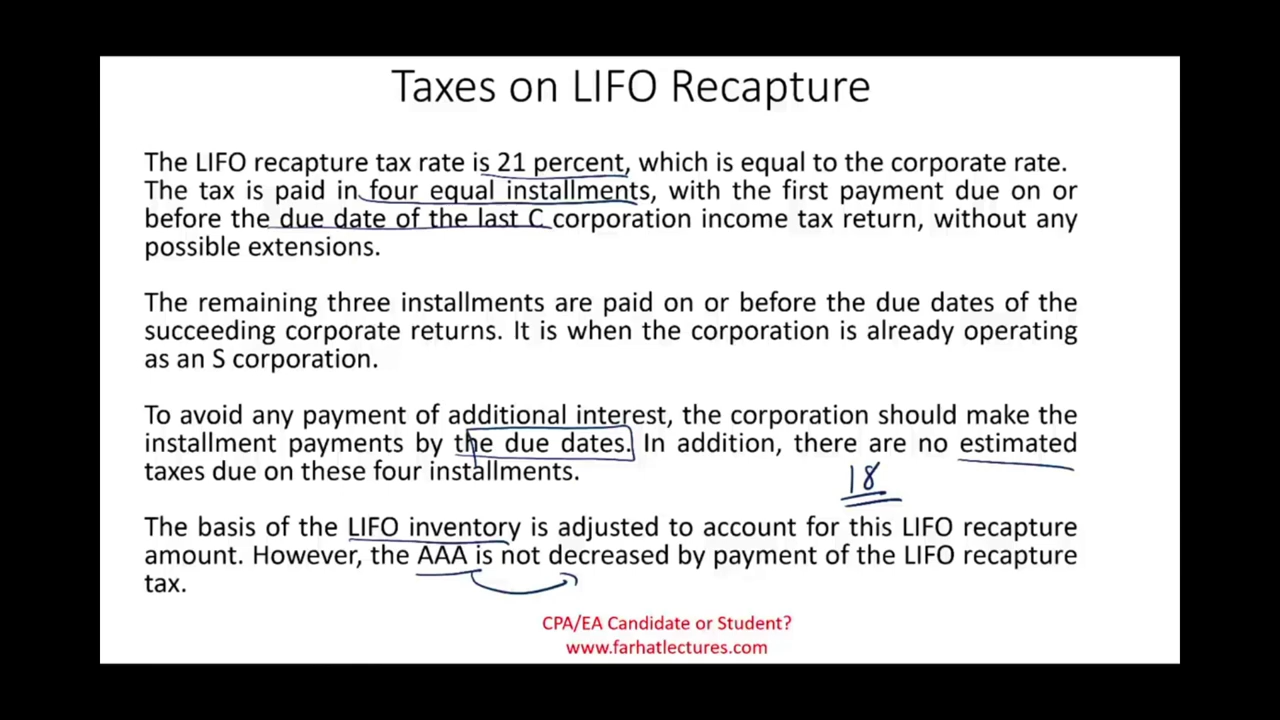 Taxes on LIFO Recapture
The LIFO recapture tax rate is 21 percent, which is equal to the corporate rate.
The tax is paid in four equal installments, with the first payment due on or
before the due date of the last C corporation income tax return, without any
possible extensions.
The remaining three installments are paid on or before the due dates of the
succeeding corporate returns. It is when the corporation is already operating
as an S corporation.
To avoid any payment of additional interest, the corporation should make the
installment payments by the due dates. In addition, there are no estimated
taxes due on these four installments.
18
The basis of the LIFO inventory is adjusted to account for this LIFO recapture
amount. However, the AAA is not decreased by payment of the LIFO recapture
tax.
CPA/EA Candidate or Student?
www.farhatlectures.com